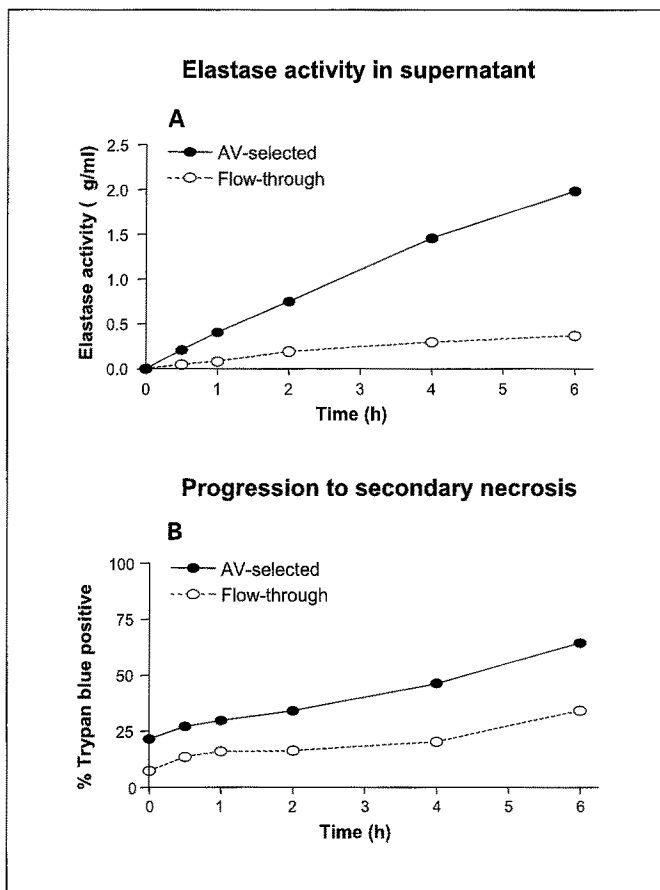 Elastase activity in supernatant
A
AV-selected
Flow-through
Elastase activity ( g/ml)
2.5
2.0
1.5
1.0
0.5
0.0
0 1 2 3 4 5 6
Time (h)
Progression to secondary necrosis
B
AV-selected
Flow-through
% Trypan blue positive
100
75
50
25
0
0 1 2 3 4 5 6
Time (h)